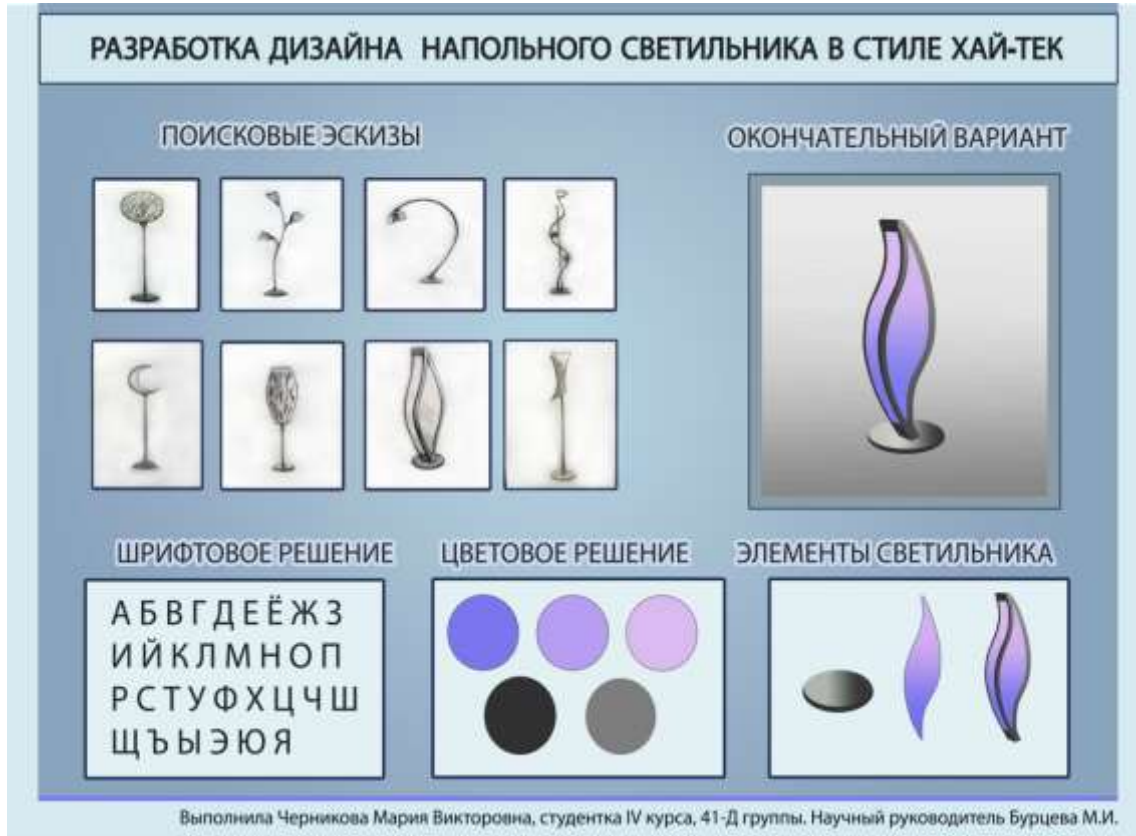 РАЗРАБОТКА ДИЗАЙНА НАПОЛЬНОГО СВЕТИЛЬНИКА В СТИЛЕ ХАЙ-ТЕК
ПОИСКОВЫЕ ЭСКИЗЫ
ОКОНЧАТЕЛЬНЫЙ ВАРИАНТ
ШРИФТОВОЕ РЕШЕНИЕ
АБВГДЕЁЖЗ
ИЙКЛМНОП
РСТУФХЦЧШ
ЩЪЫЭЮЯ
ЦВЕТОВОЕ РЕШЕНИЕ
ЭЛЕМЕНТЫ СВЕТИЛЬНИКА
Выполнила Черникова Мария Викторовна, студентка IV курса, 41-Д группы. Научный руководитель Бурцева М.И.